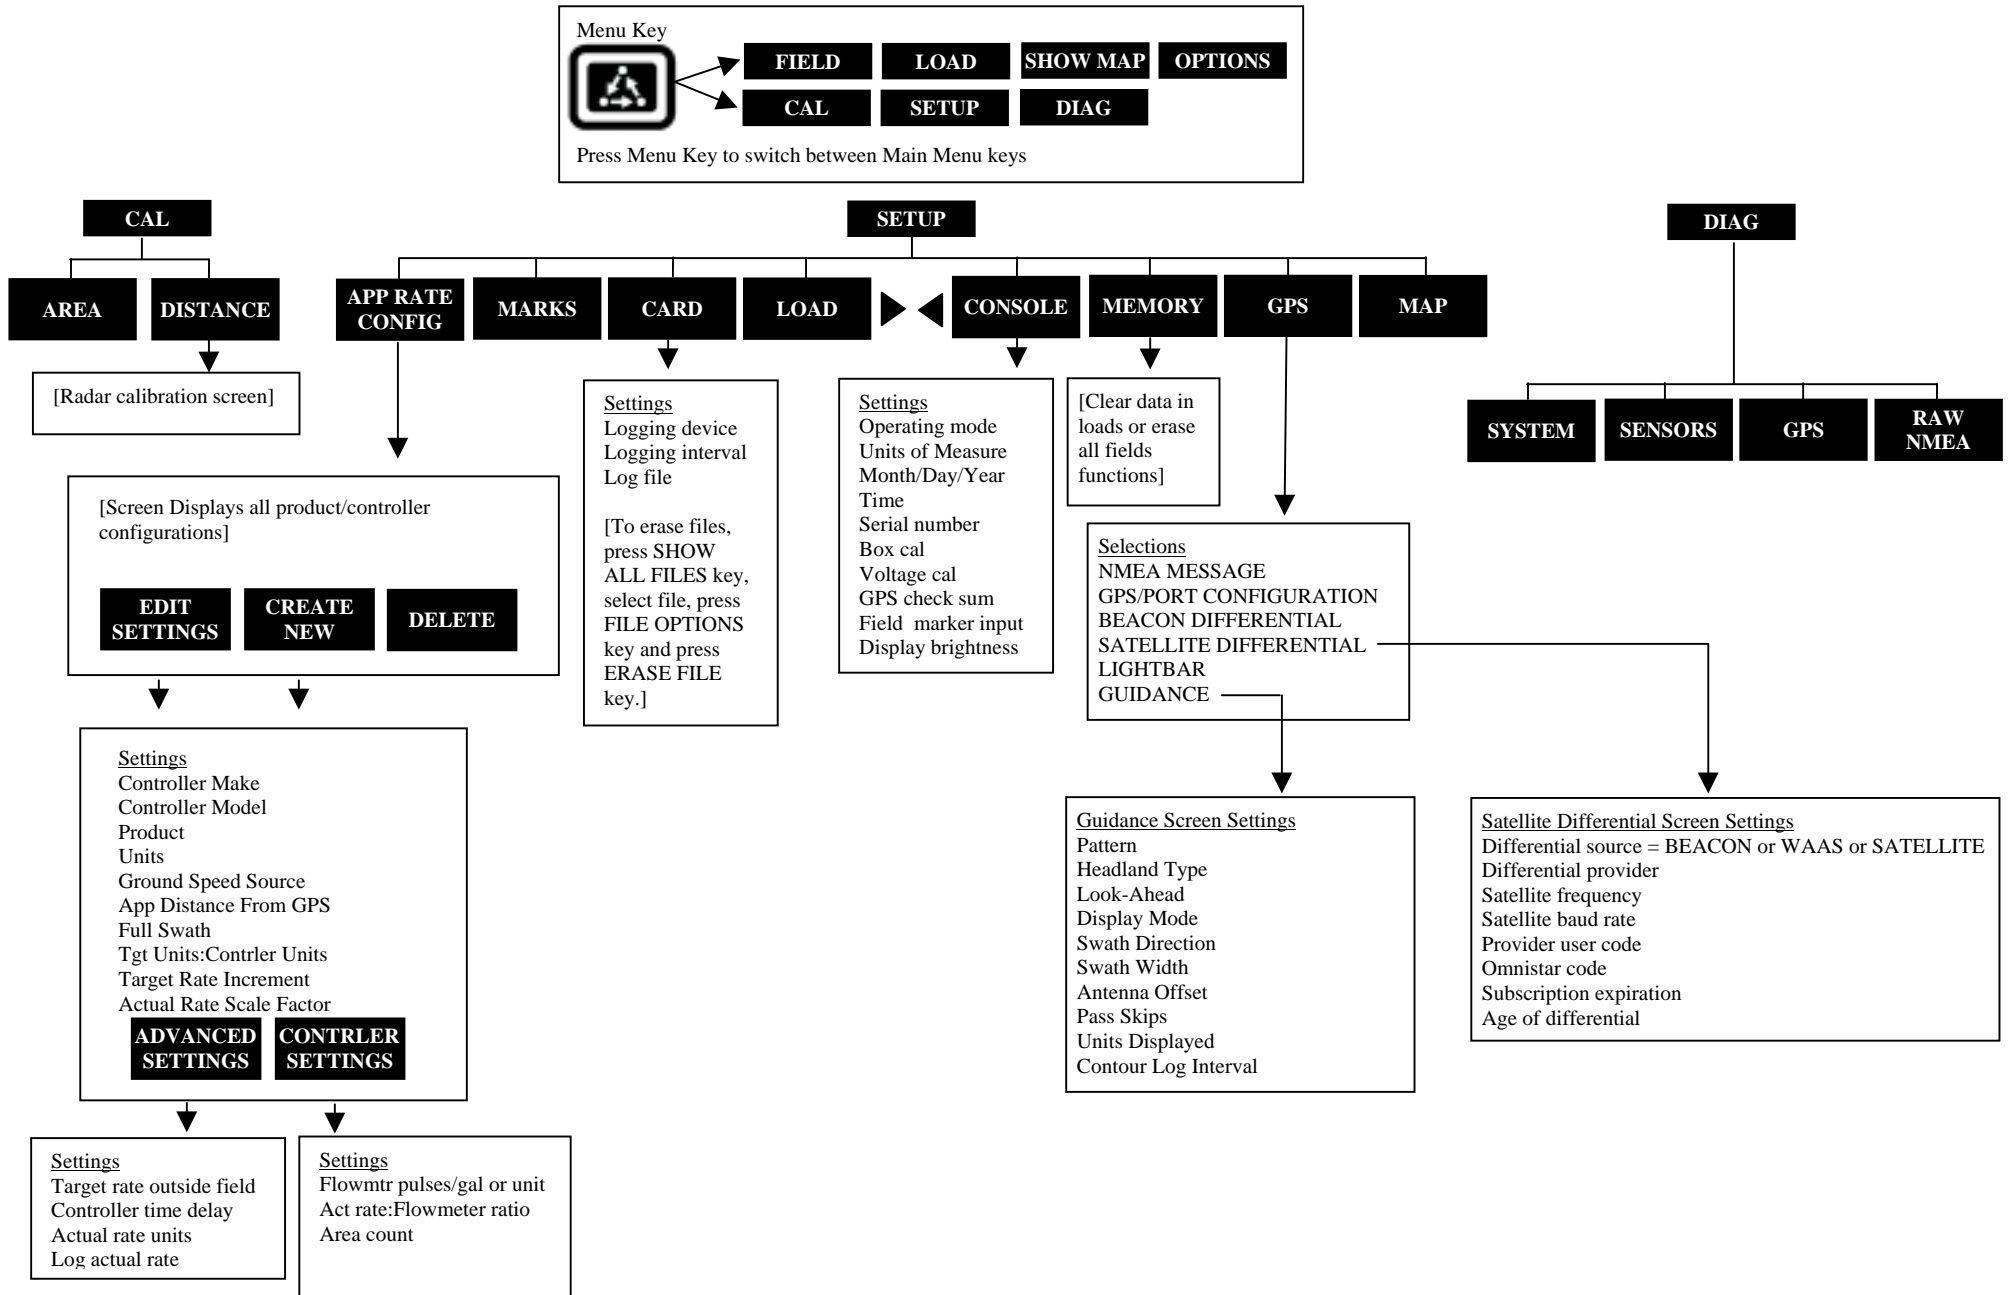 Menu Key
FIELD
LOAD
SHOW MAP
OPTIONS
CAL
SETUP
DIAG
Press Menu Key to switch between Main Menu keys
CAL
SETUP
DIAG
AREA
DISTANCE
APP RATE
CONFIG
MARKS
CARD
LOAD
CONSOLE
MEMORY
GPS
MAP
SYSTEM
SENSORS
GPS
RAW
NMEA
[Radar calibration screen]
[Screen Displays all product/controller
configurations]
EDIT
SETTINGS
CREATE
NEW
DELETE
Settings
Logging device
Logging interval
Log file
[To erase files,
press SHOW
ALL FILES key,
select file, press
FILE OPTIONS
key and press
ERASE FILE
key.]
Settings
Operating mode
Units of Measure
Month/Day/Year
Time
Serial number
Box cal
Voltage cal
GPS check sum
Field  marker input
Display brightness
[Clear data in
loads or erase
all fields
functions]
Selections
NMEA MESSAGE
GPS/PORT CONFIGURATION
BEACON DIFFERENTIAL
SATELLITE DIFFERENTIAL
LIGHTBAR
GUIDANCE
Settings
Controller Make
Controller Model
Product
Units
Ground Speed Source
App Distance From GPS
Full Swath
Tgt Units:Contrler Units
Target Rate Increment
Actual Rate Scale Factor
ADVANCED
SETTINGS
CONTRLER
SETTINGS
Guidance Screen Settings
Pattern
Headland Type
Look-Ahead
Display Mode
Swath Direction
Swath Width
Antenna Offset
Pass Skips
Units Displayed
Contour Log Interval
Satellite Differential Screen Settings
Differential source = BEACON or WAAS or SATELLITE
Differential provider
Satellite frequency
Satellite baud rate
Provider user code
Omnistar code
Subscription expiration
Age of differential
Settings
Target rate outside field
Controller time delay
Actual rate units
Log actual rate
Settings
Flowmtr pulses/gal or unit
Act rate:Flowmeter ratio
Area count